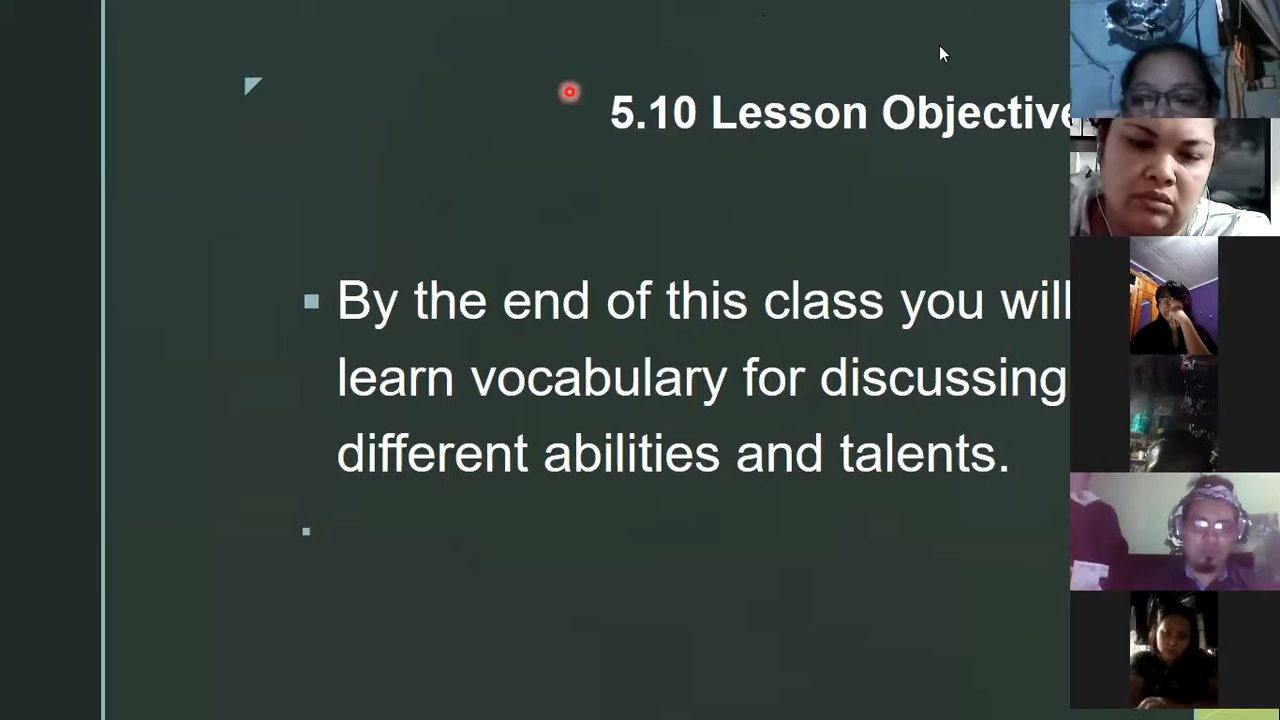 5.10 Lesson Objective
By the end of this class you will
learn vocabulary for discussing
different abilities and talents.